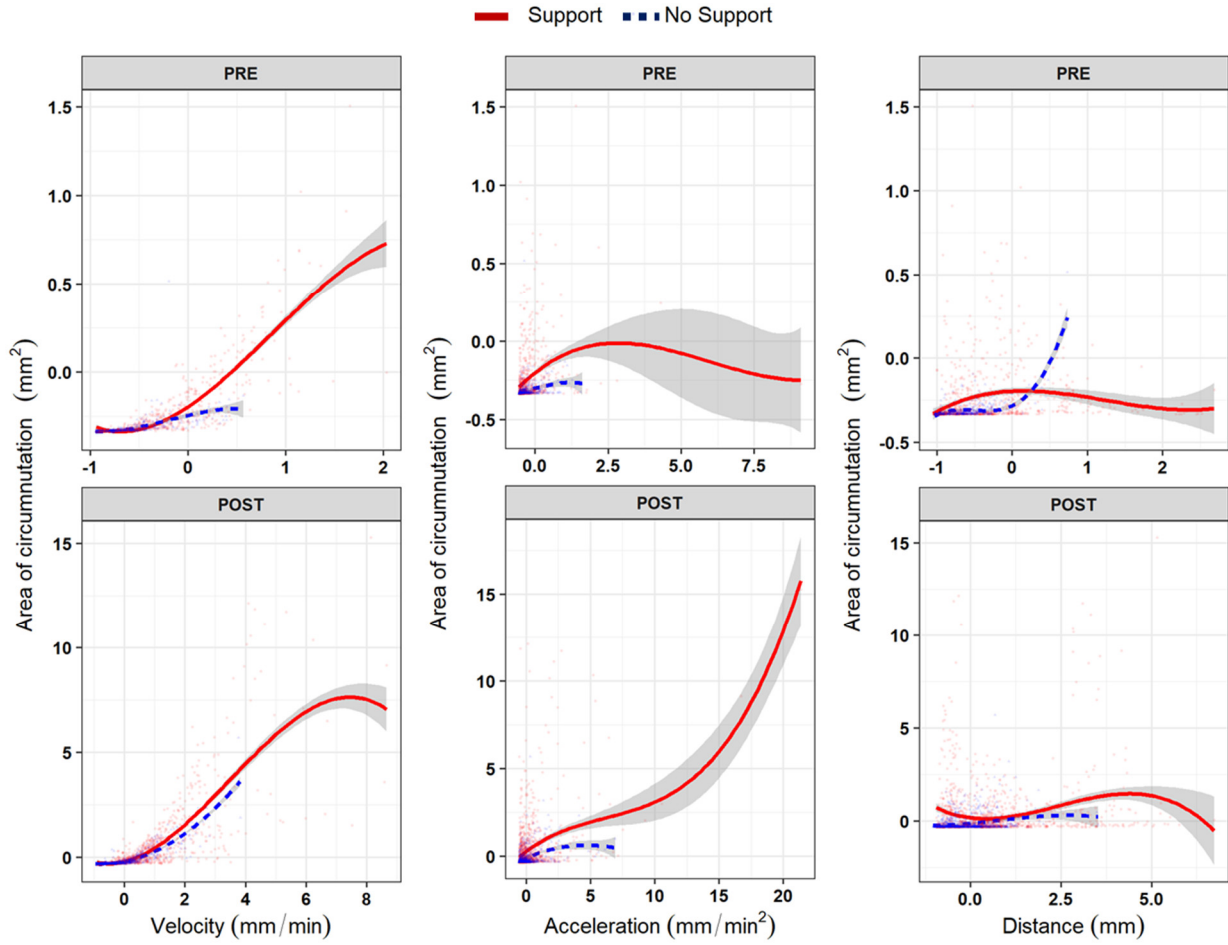 Support No Support
PRE
1.5
1.0
0.5
0.0
-1 0 1 2
PRE
1.5
1.0
0.5
0.0
-0.5
0.0 2.5 5.0 7.5
PRE
1.5
1.0
0.5
0.0
-0.5
-1 0 1 2
Area of circumnutation (mm²)
Area of circumnutation (mm²)
Area of circumnutation (mm²)
POST
15
10
5
0
0 2 4 6 8
Velocity (mm/min)
POST
15
10
5
0
0 5 10 15 20
Acceleration (mm/min²)
POST
15
10
5
0
0.0 2.5 5.0
Distance (mm)